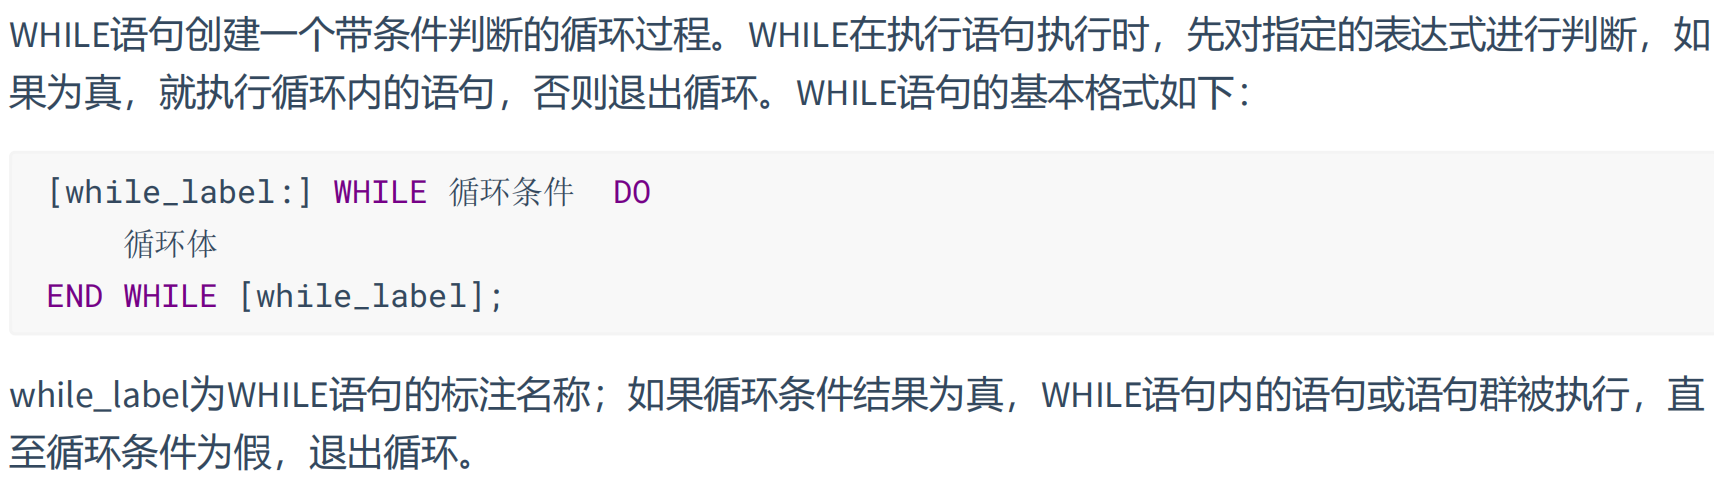 WHILE语句创建一个带条件判断的循环过程。WHILE在执行语句执行时，先对指定的表达式进行判断，如
果为真，就执行循环内的语句，否则退出循环。WHILE语句的基本格式如下：
[while_label:] WHILE 循环条件  DO
    循环体
END WHILE [while_label];
while_label为WHILE语句的标注名称；如果循环条件结果为真，WHILE语句内的语句或语句群被执行，直
至循环条件为假，退出循环。